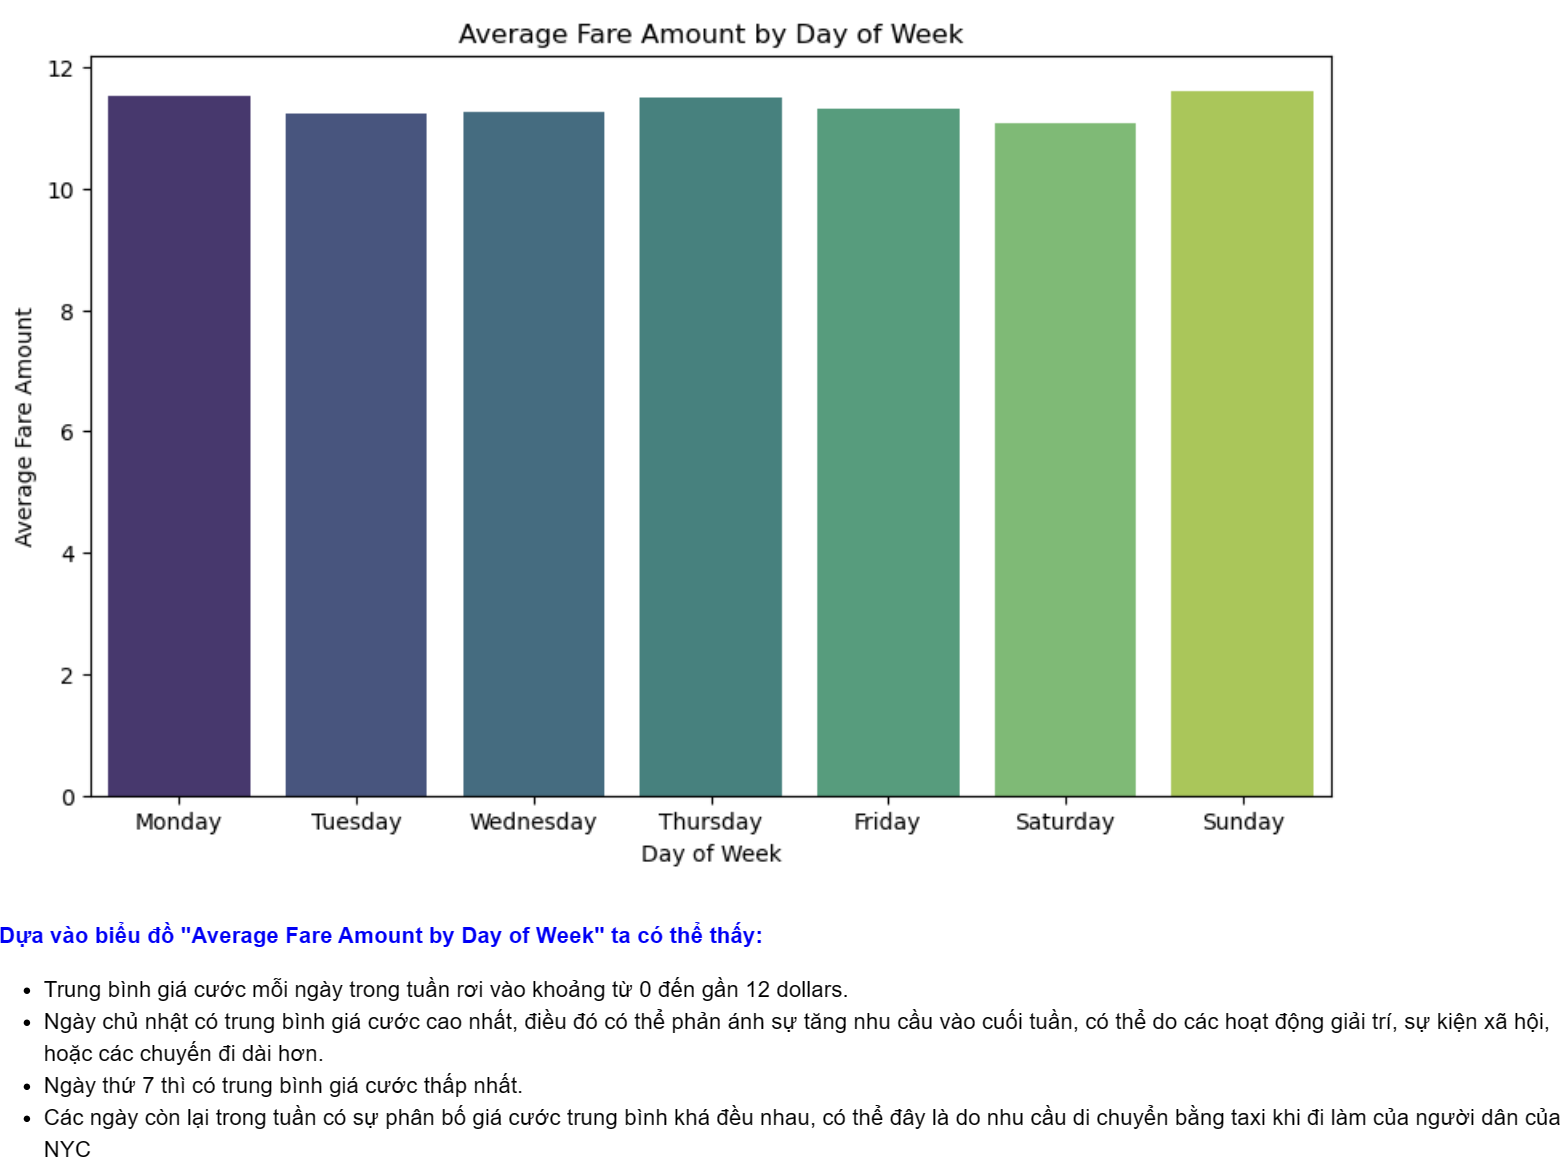 Average Fare Amount by Day of Week
12
10
8
6
4
2
0
Average Fare Amount
Monday Tuesday Wednesday Thursday Friday Saturday Sunday
Day of Week
Dựa vào biểu đồ "Average Fare Amount by Day of Week" ta có thể thấy:
• Trung bình giá cước mỗi ngày trong tuần rơi vào khoảng từ 0 đến gần 12 dollars.
• Ngày chủ nhật có trung bình giá cước cao nhất, điều đó có thể phản ánh sự tăng nhu cầu vào cuối tuần, có thể do các hoạt động giải trí, sự kiện xã hội,
hoặc các chuyến đi dài hơn.
• Ngày thứ 7 thì có trung bình giá cước thấp nhất.
• Các ngày còn lại trong tuần có sự phân bố giá cước trung bình khá đều nhau, có thể đây là do nhu cầu di chuyển bằng taxi khi đi làm của người dân của
NYC